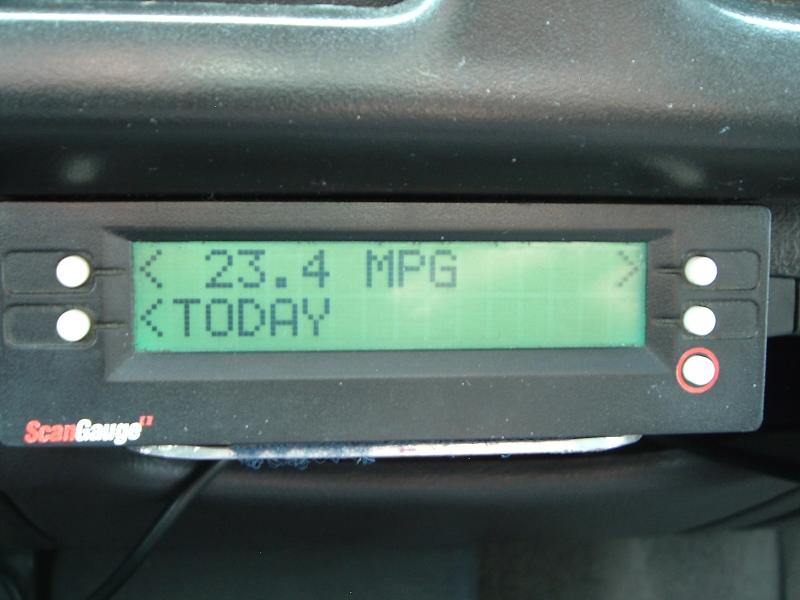 < 23.4 MPG >
<TODAY
ScanGauge II